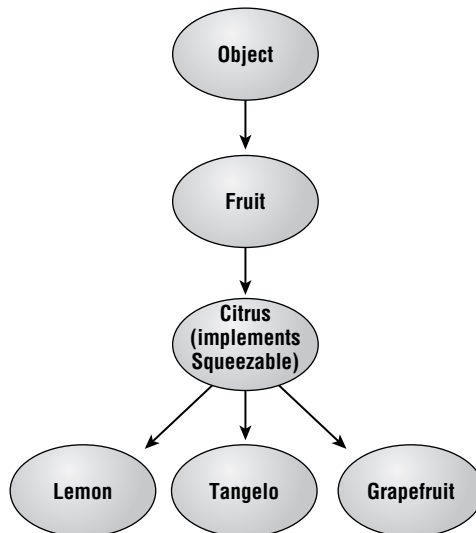 Object
Fruit
Citrus
(implements
Squeezable)
Lemon
Tangelo
Grapefruit